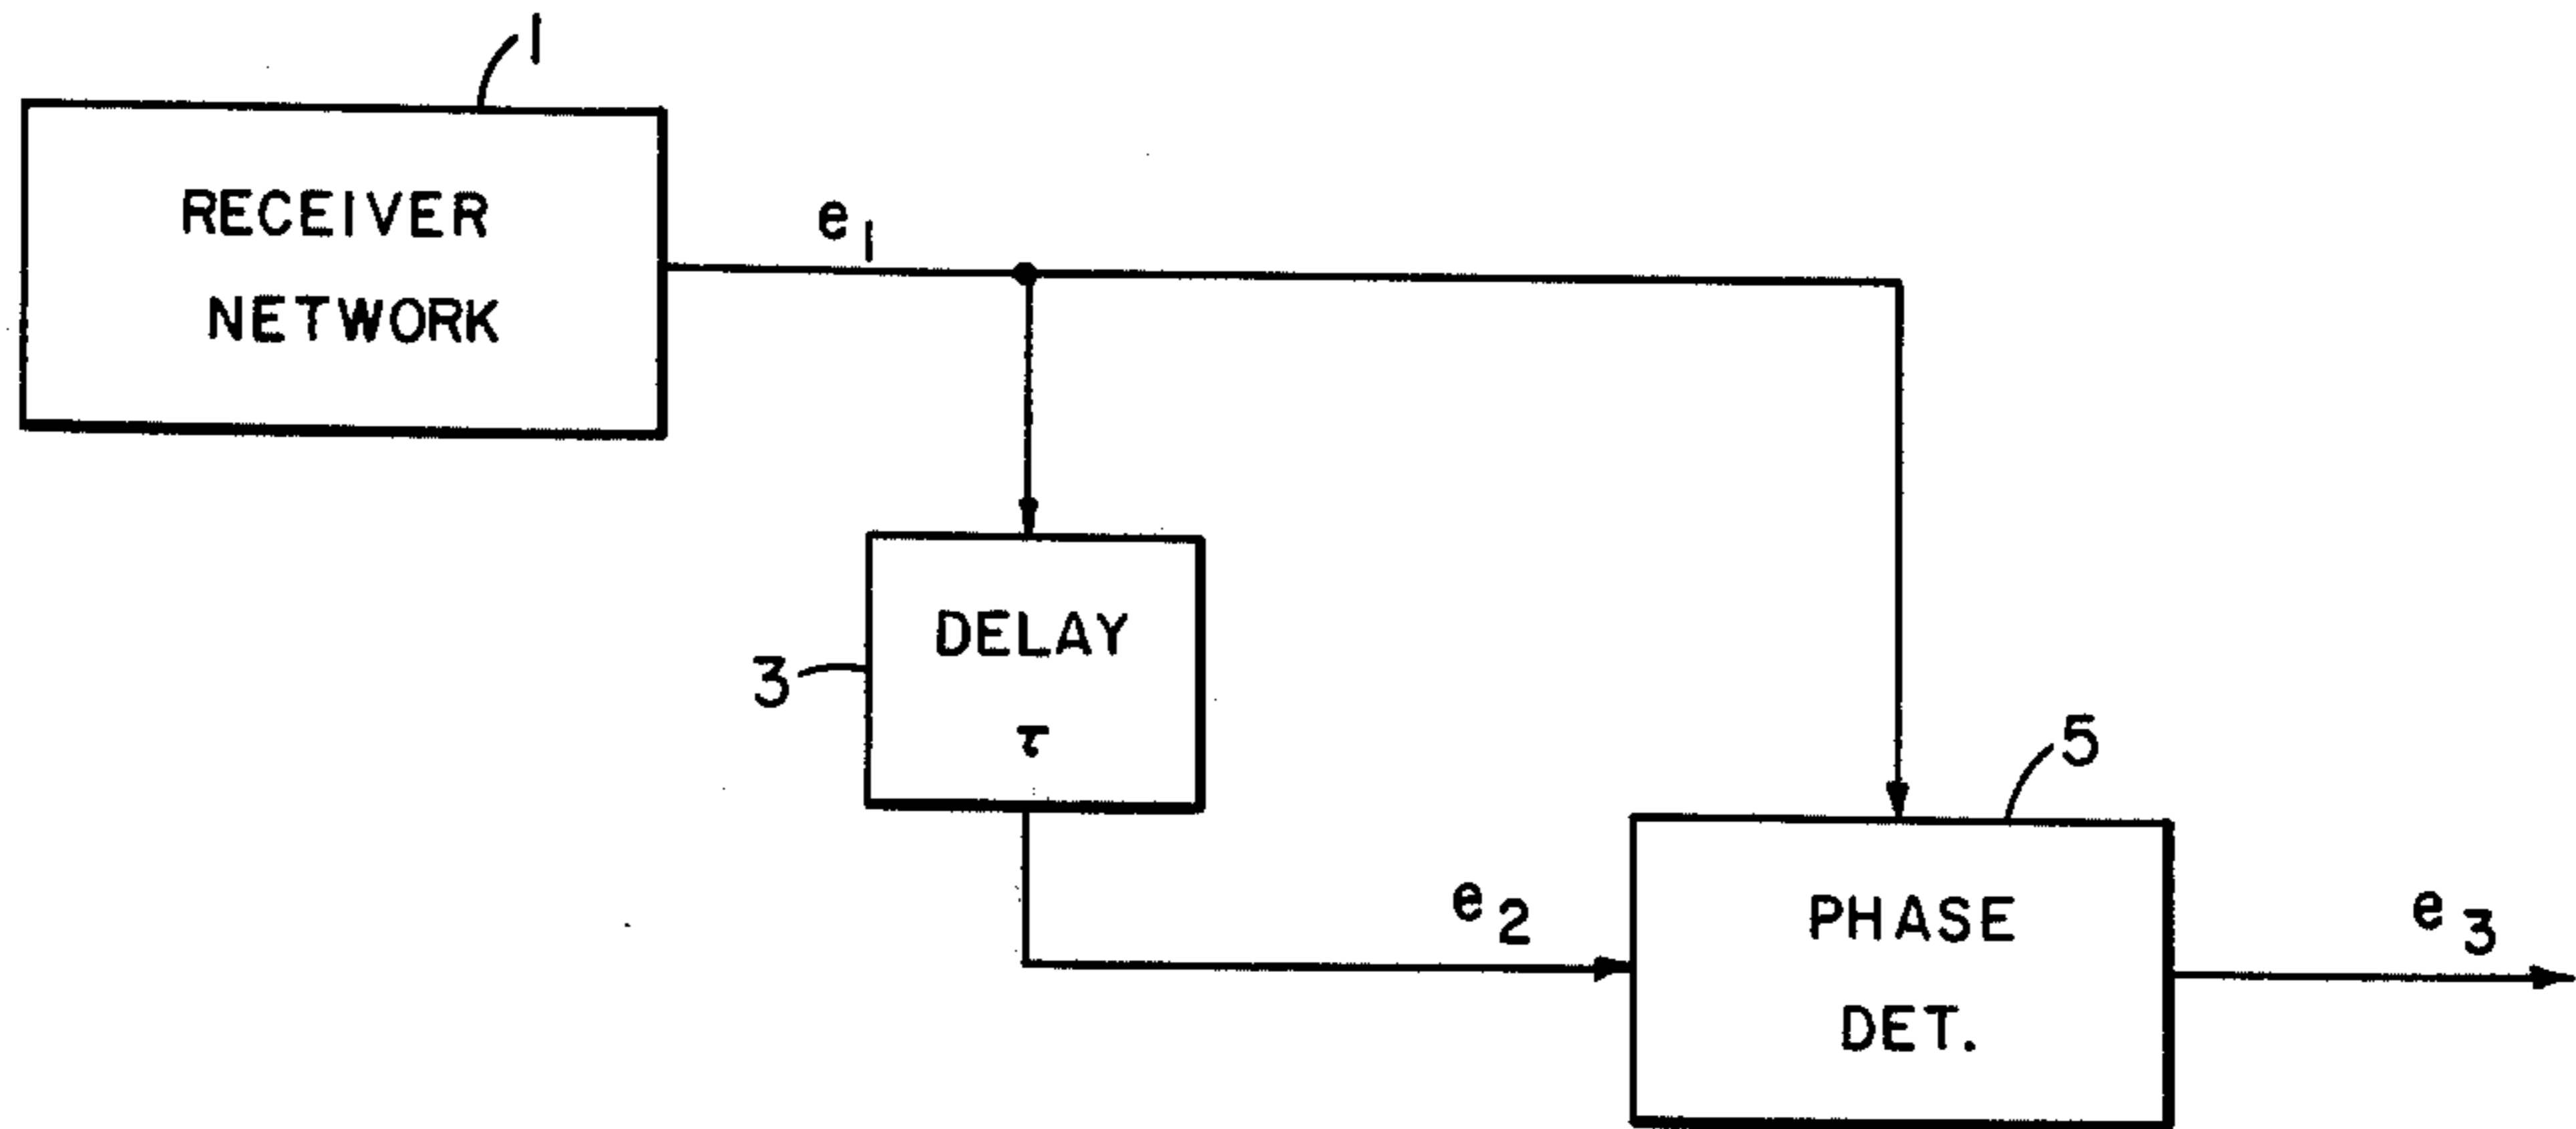 1
RECEIVER
NETWORK
e1
DELAY
τ
3
5
e2
PHASE
DET.
e3